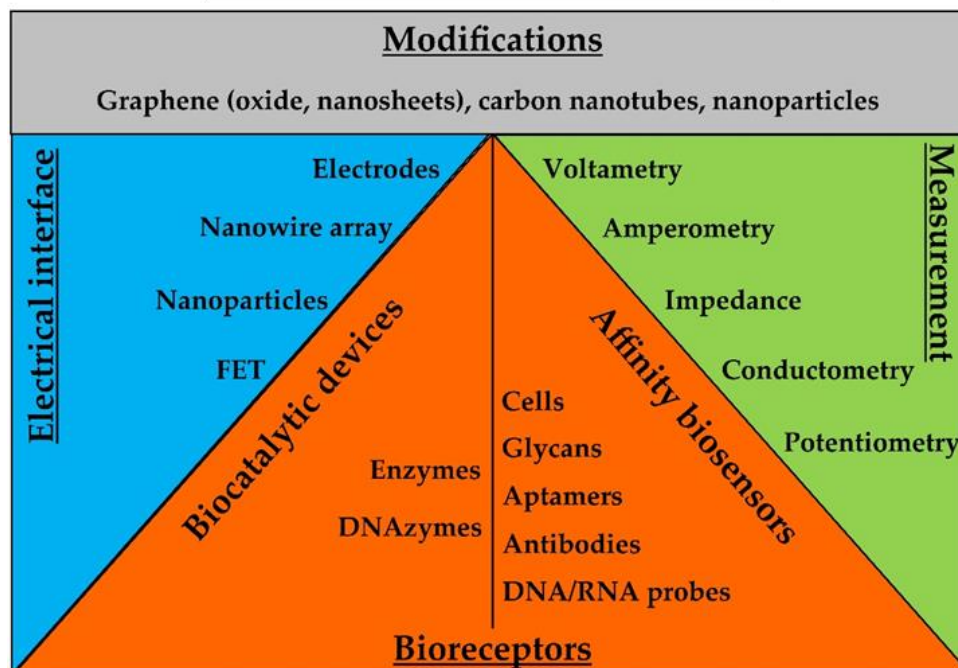 Modifications
Graphene (oxide, nanosheets), carbon nanotubes, nanoparticles
Electrical interface
Electrodes
Nanowire array
Nanoparticles
FET
Biocatalytic devices
Enzymes
DNAzymes
Affinity biosensors
Cells
Glycans
Aptamers
Antibodies
DNA/RNA probes
Bioreceptors
Voltametry
Amperometry
Impedance
Conductometry
Potentiometry
Measurement